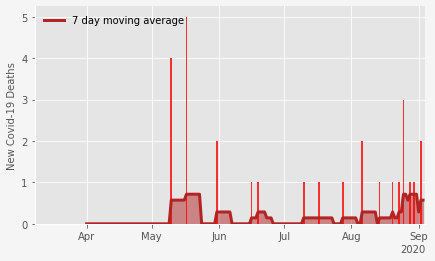 7 day moving average
New Covid-19 Deaths
5
4
3
2
1
0
Apr
May
Jun
Jul
Aug
Sep
2020